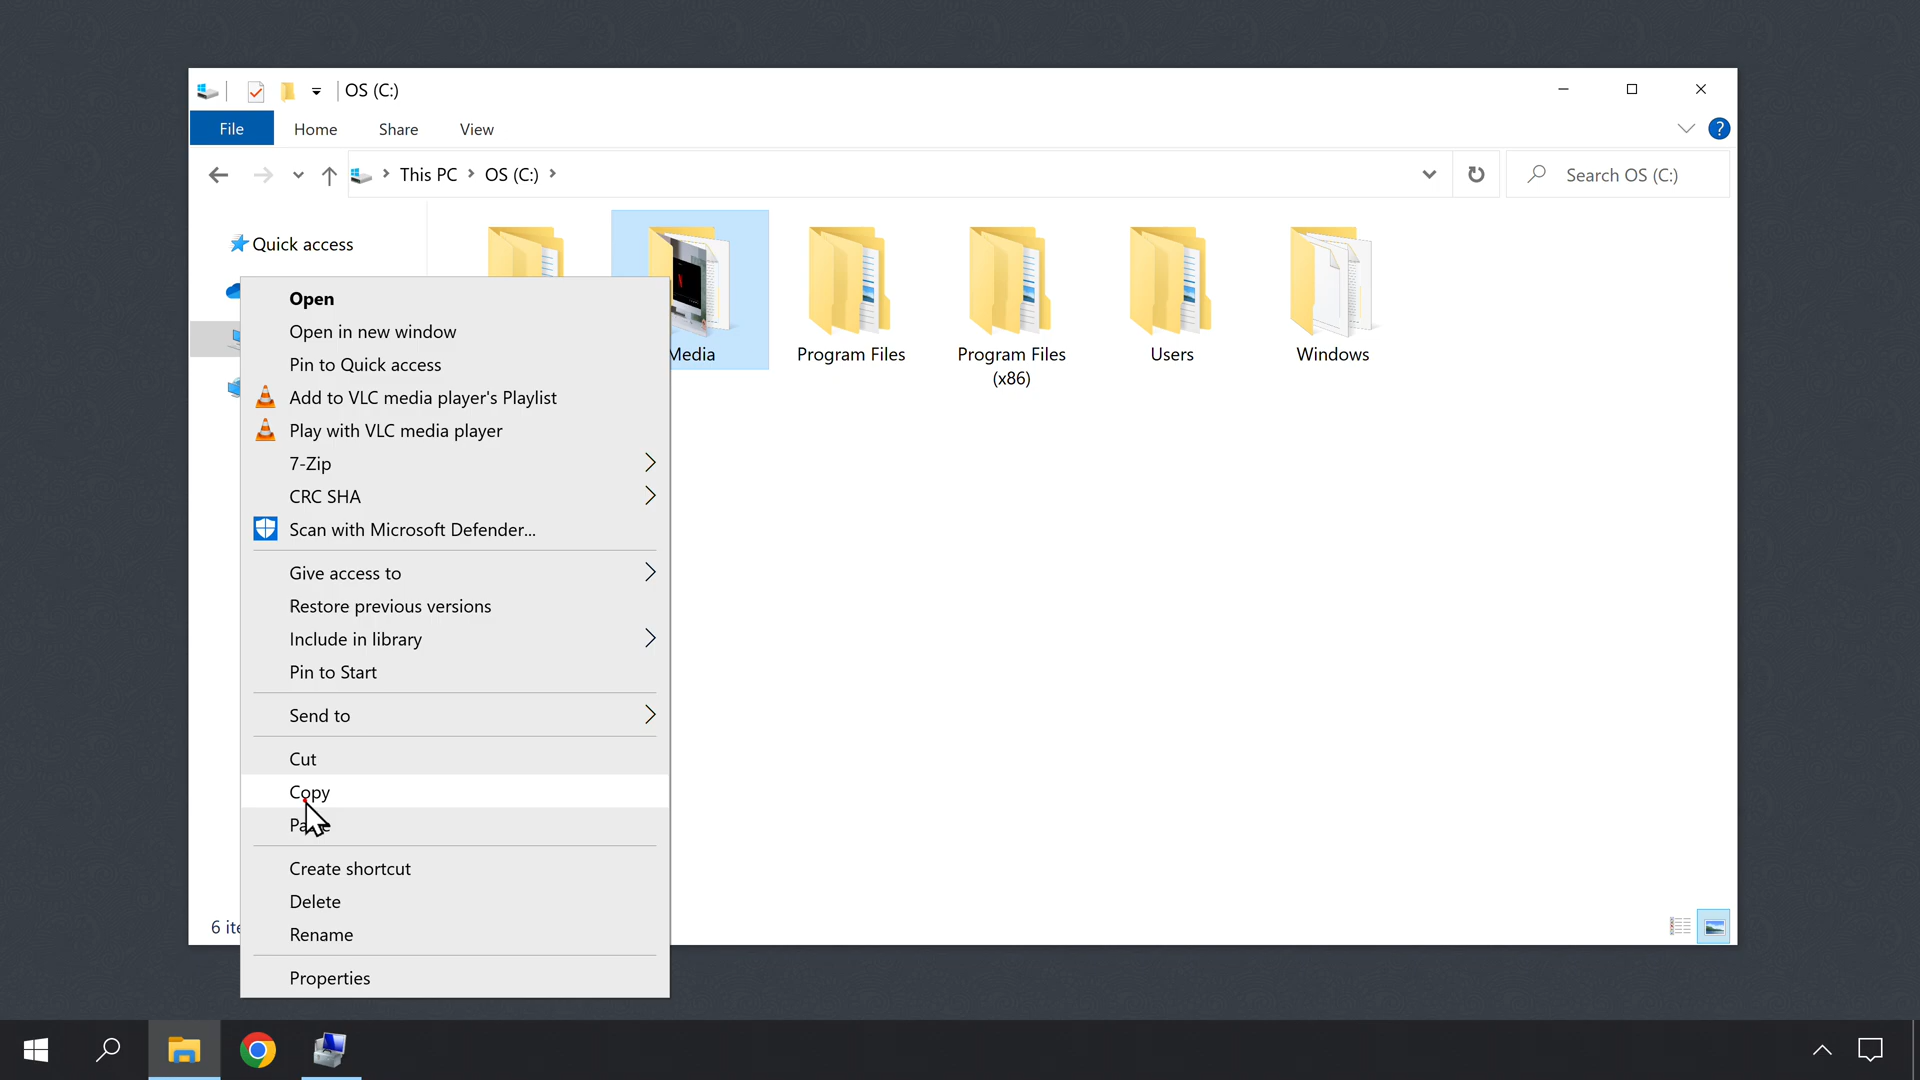 OS (C:)
File Home Share View
?
This PC OS (C:) Search OS (C:)
Quick access
Media
Program Files
Program Files
(x86)
Users
Windows
Open
Open in new window
Pin to Quick access
Add to VLC media player's Playlist
Play with VLC media player
7-Zip
CRC SHA
Scan with Microsoft Defender...
Give access to
Restore previous versions
Include in library
Pin to Start
Send to
Cut
Copy
Create shortcut
Delete
Rename
Properties
6